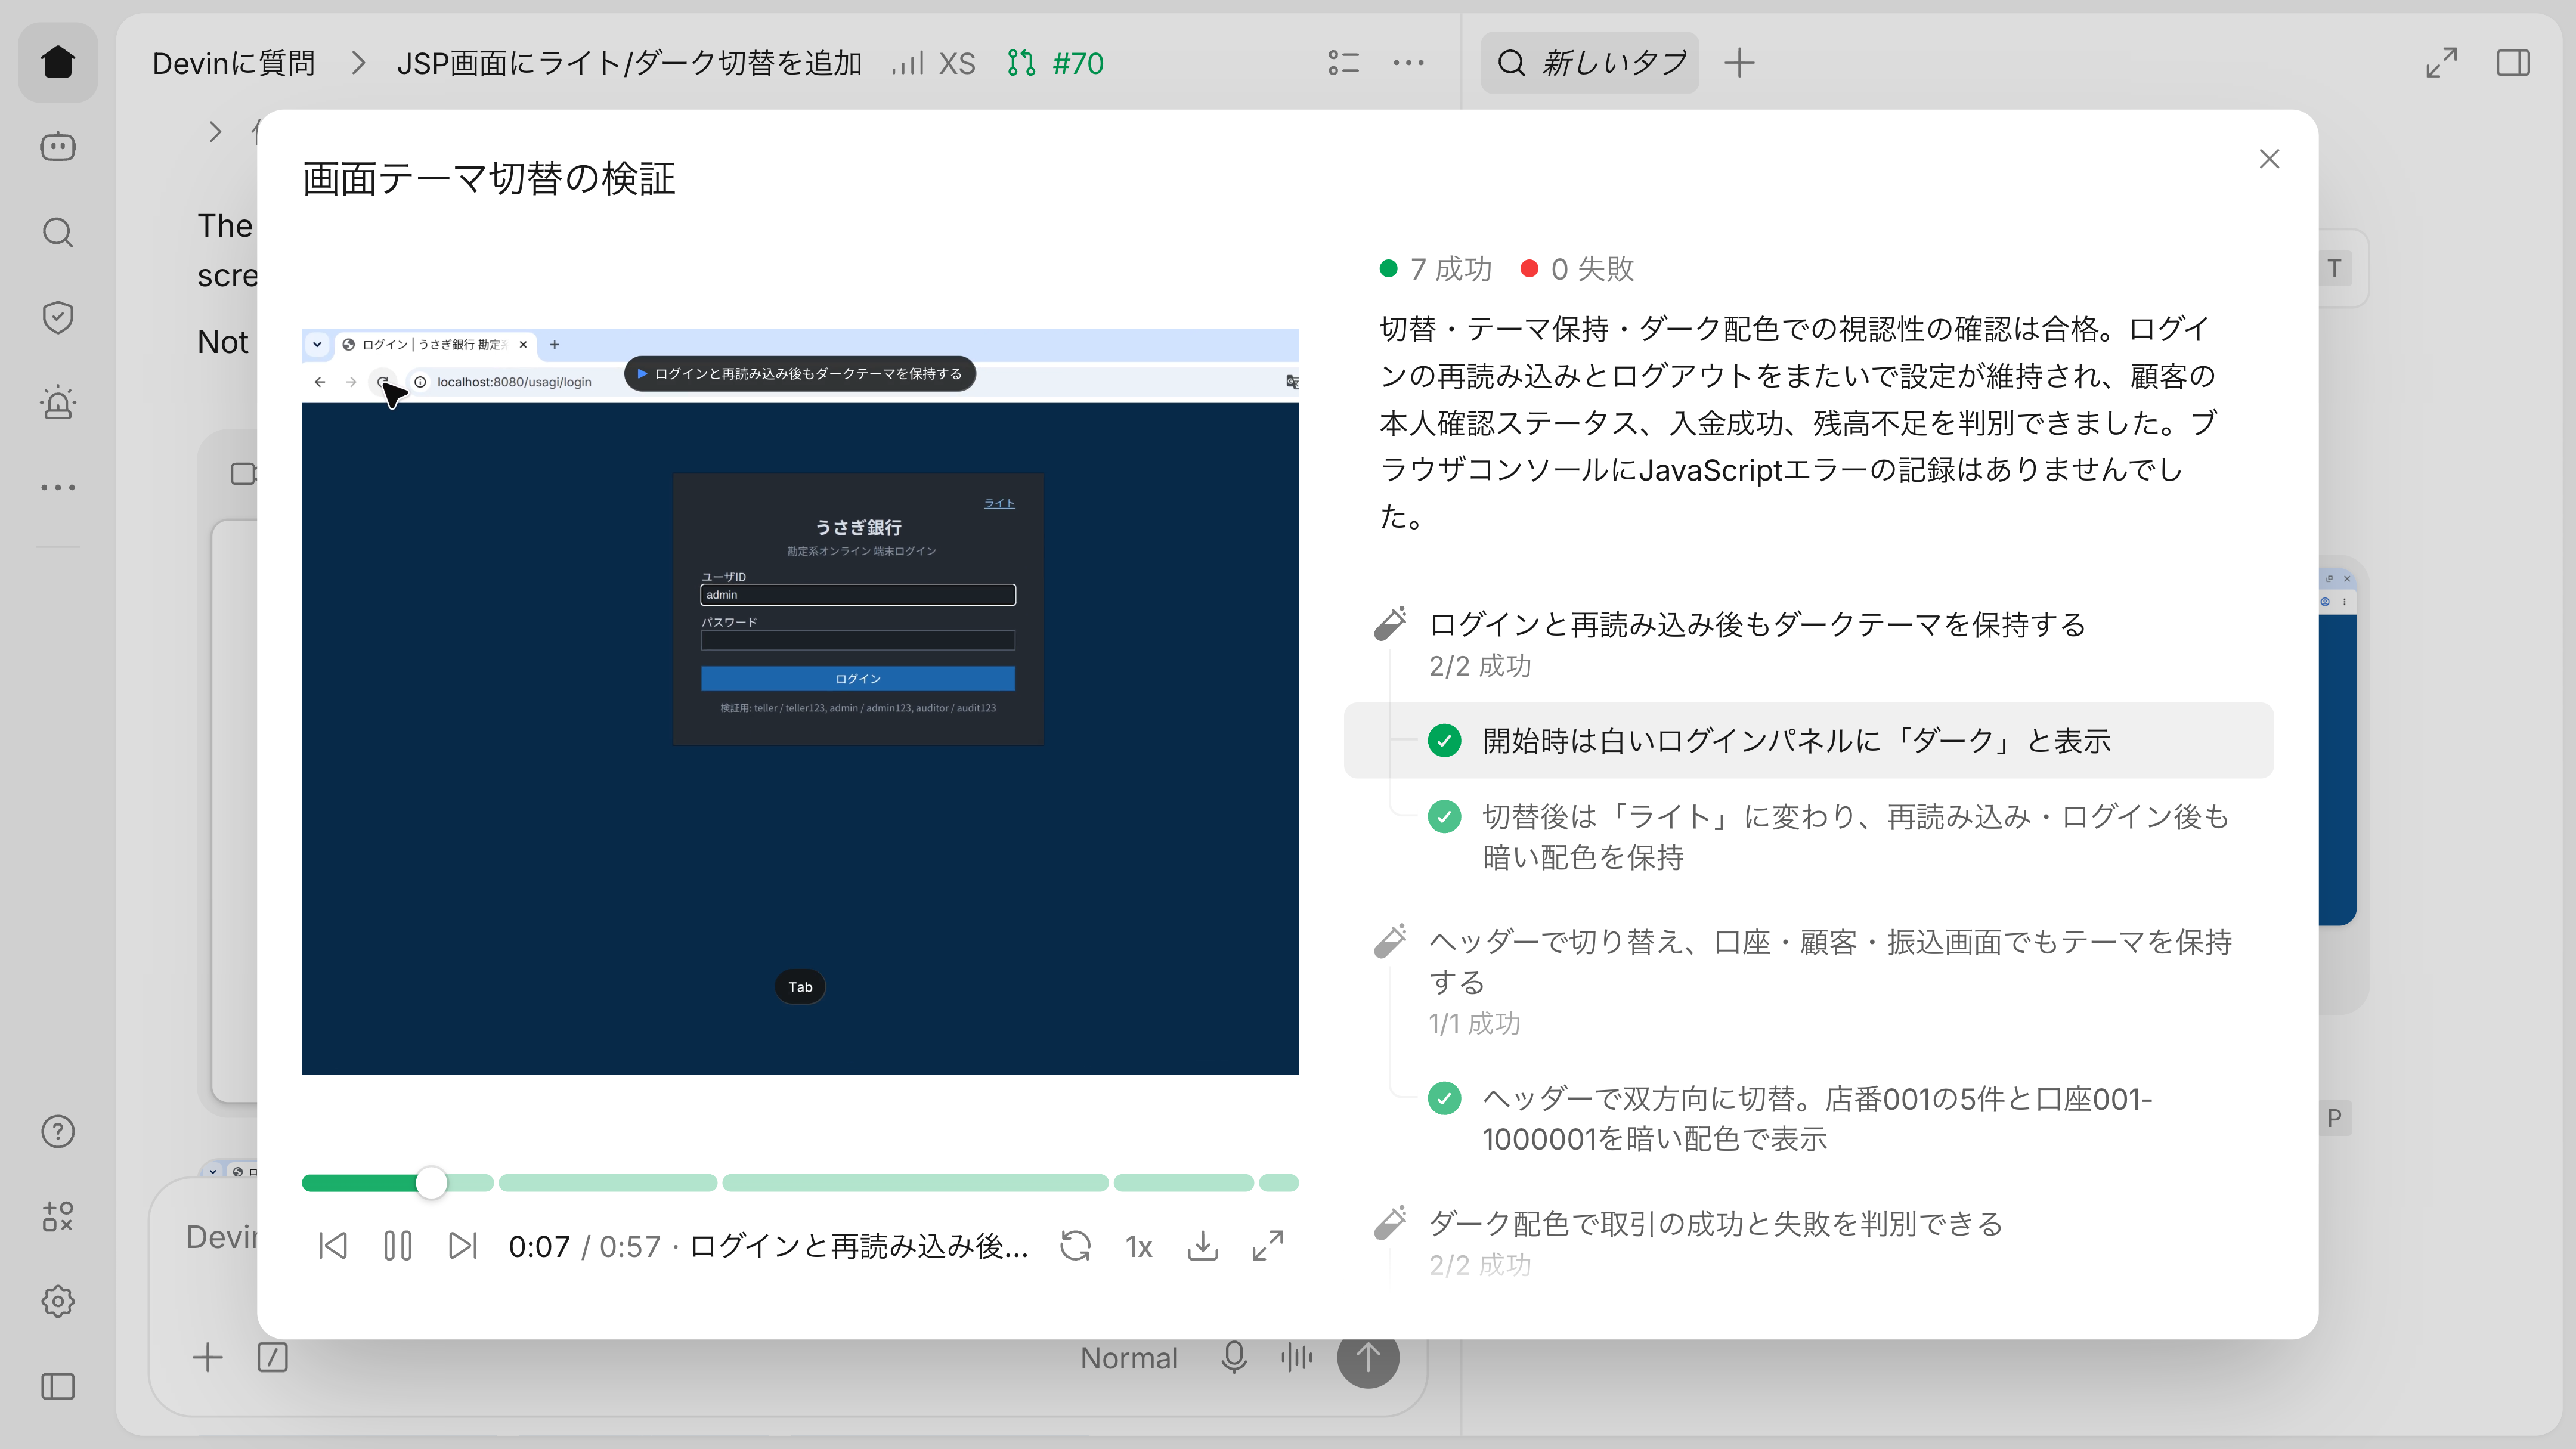 Devinに質問
JSP画面にライト/ダーク切替を追加
XS
#70
新しいタブ
The
scre
Not
画面テーマ切替の検証
7 成功
0 失敗
切替・テーマ保持・ダーク配色での視認性の確認は合格。ログイ
ンの再読み込みとログアウトをまたいで設定が維持され、顧客の
本人確認ステータス、入金成功、残高不足を判別できました。ブ
ラウザコンソールにJavaScriptエラーの記録はありませんでし
た。
ログイン | うさぎ銀行 勘定
localhost:8080/usagi/login
ログインと再読み込み後もダークテーマを保持する
ライト
うさぎ銀行
勘定系オンライン 端末ログイン
ユーザID
admin
パスワード
ログイン
検証用: teller / teller123, admin / admin123, auditor / audit123
Tab
0:07 / 0:57 · ログインと再読み込み後...
1x
ログインと再読み込み後もダークテーマを保持する
2/2 成功
開始時は白いログインパネルに「ダーク」と表示
切替後は「ライト」に変わり、再読み込み・ログイン後も
暗い配色を保持
ヘッダーで切り替え、口座・顧客・振込画面でもテーマを保持
する
1/1 成功
ヘッダーで双方向に切替。店番001の5件と口座001-
1000001を暗い配色で表示
ダーク配色で取引の成功と失敗を判別できる
2/2 成功
T
P
Devin
Normal